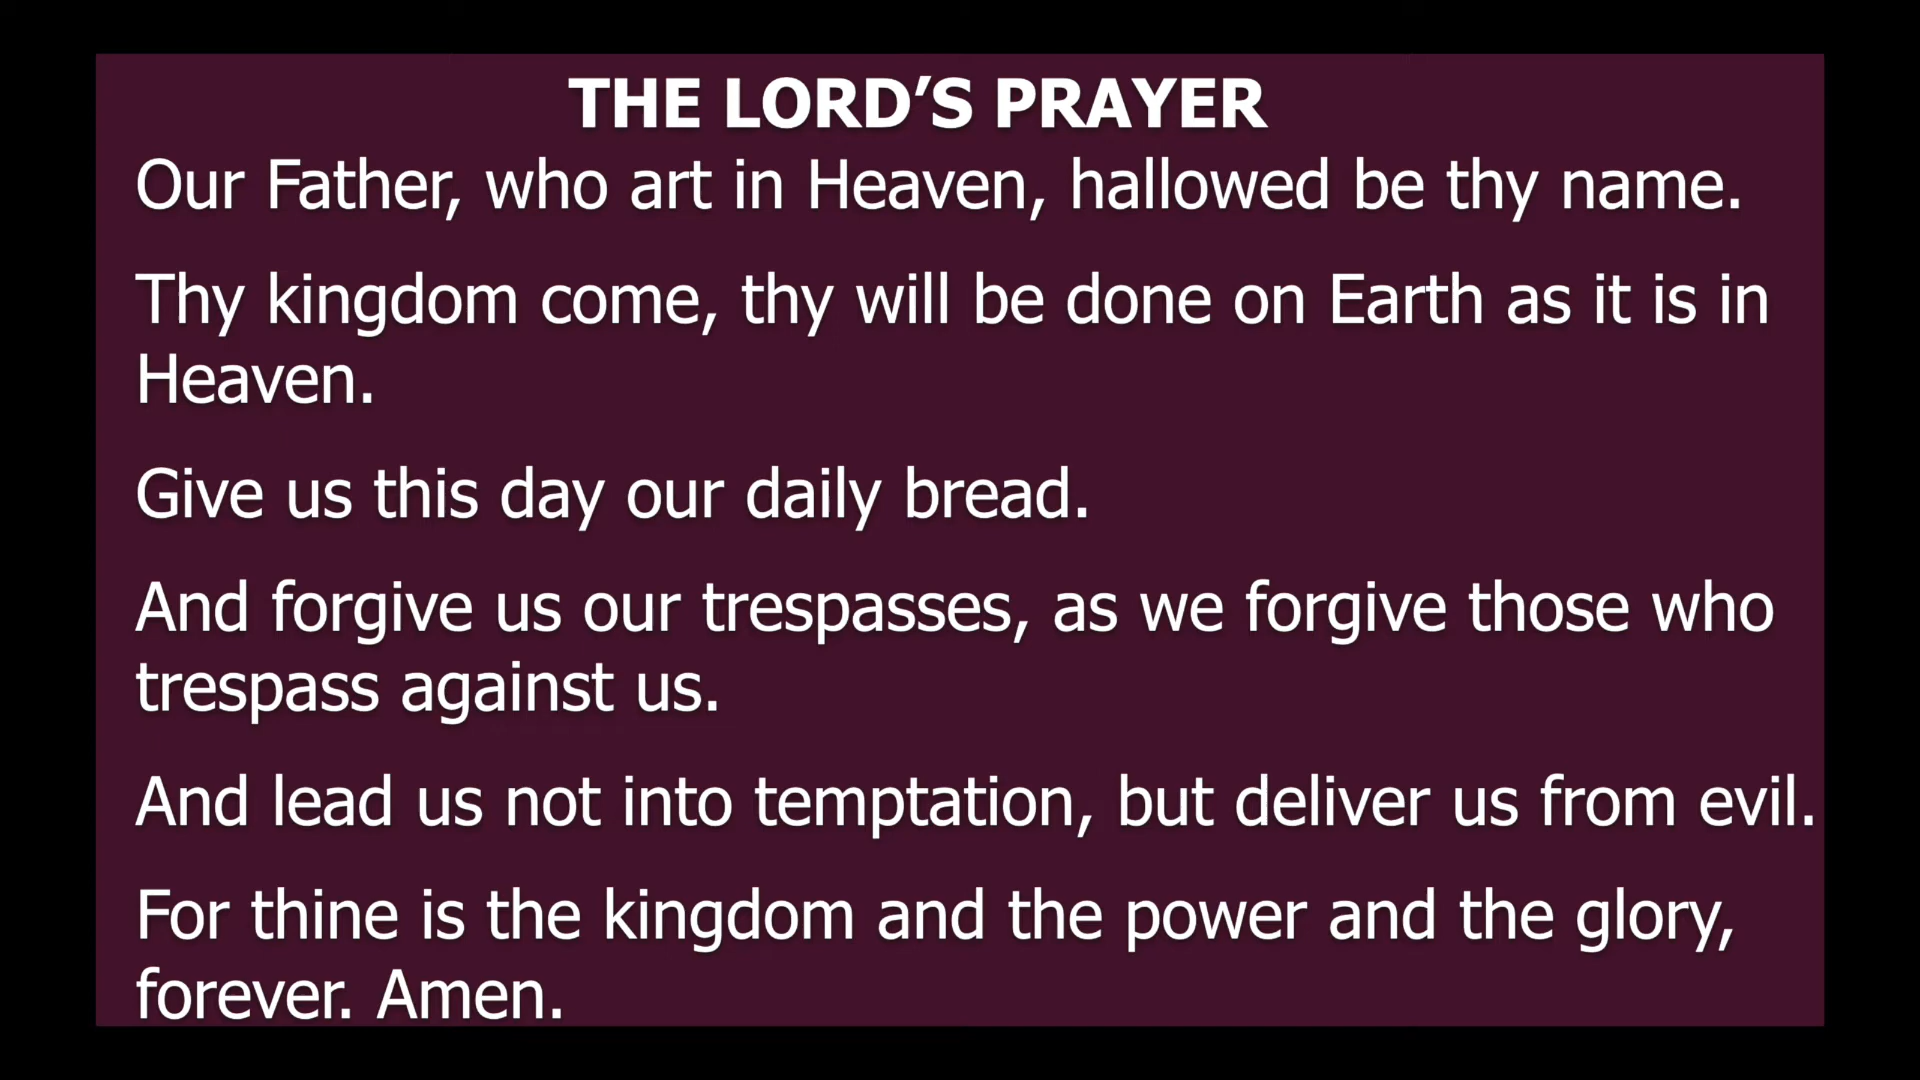 THE LORD’S PRAYER
Our Father, who art in Heaven, hallowed be thy name.
Thy kingdom come, thy will be done on Earth as it is in
Heaven.
Give us this day our daily bread.
And forgive us our trespasses, as we forgive those who
trespass against us.
And lead us not into temptation, but deliver us from evil.
For thine is the kingdom and the power and the glory,
forever. Amen.